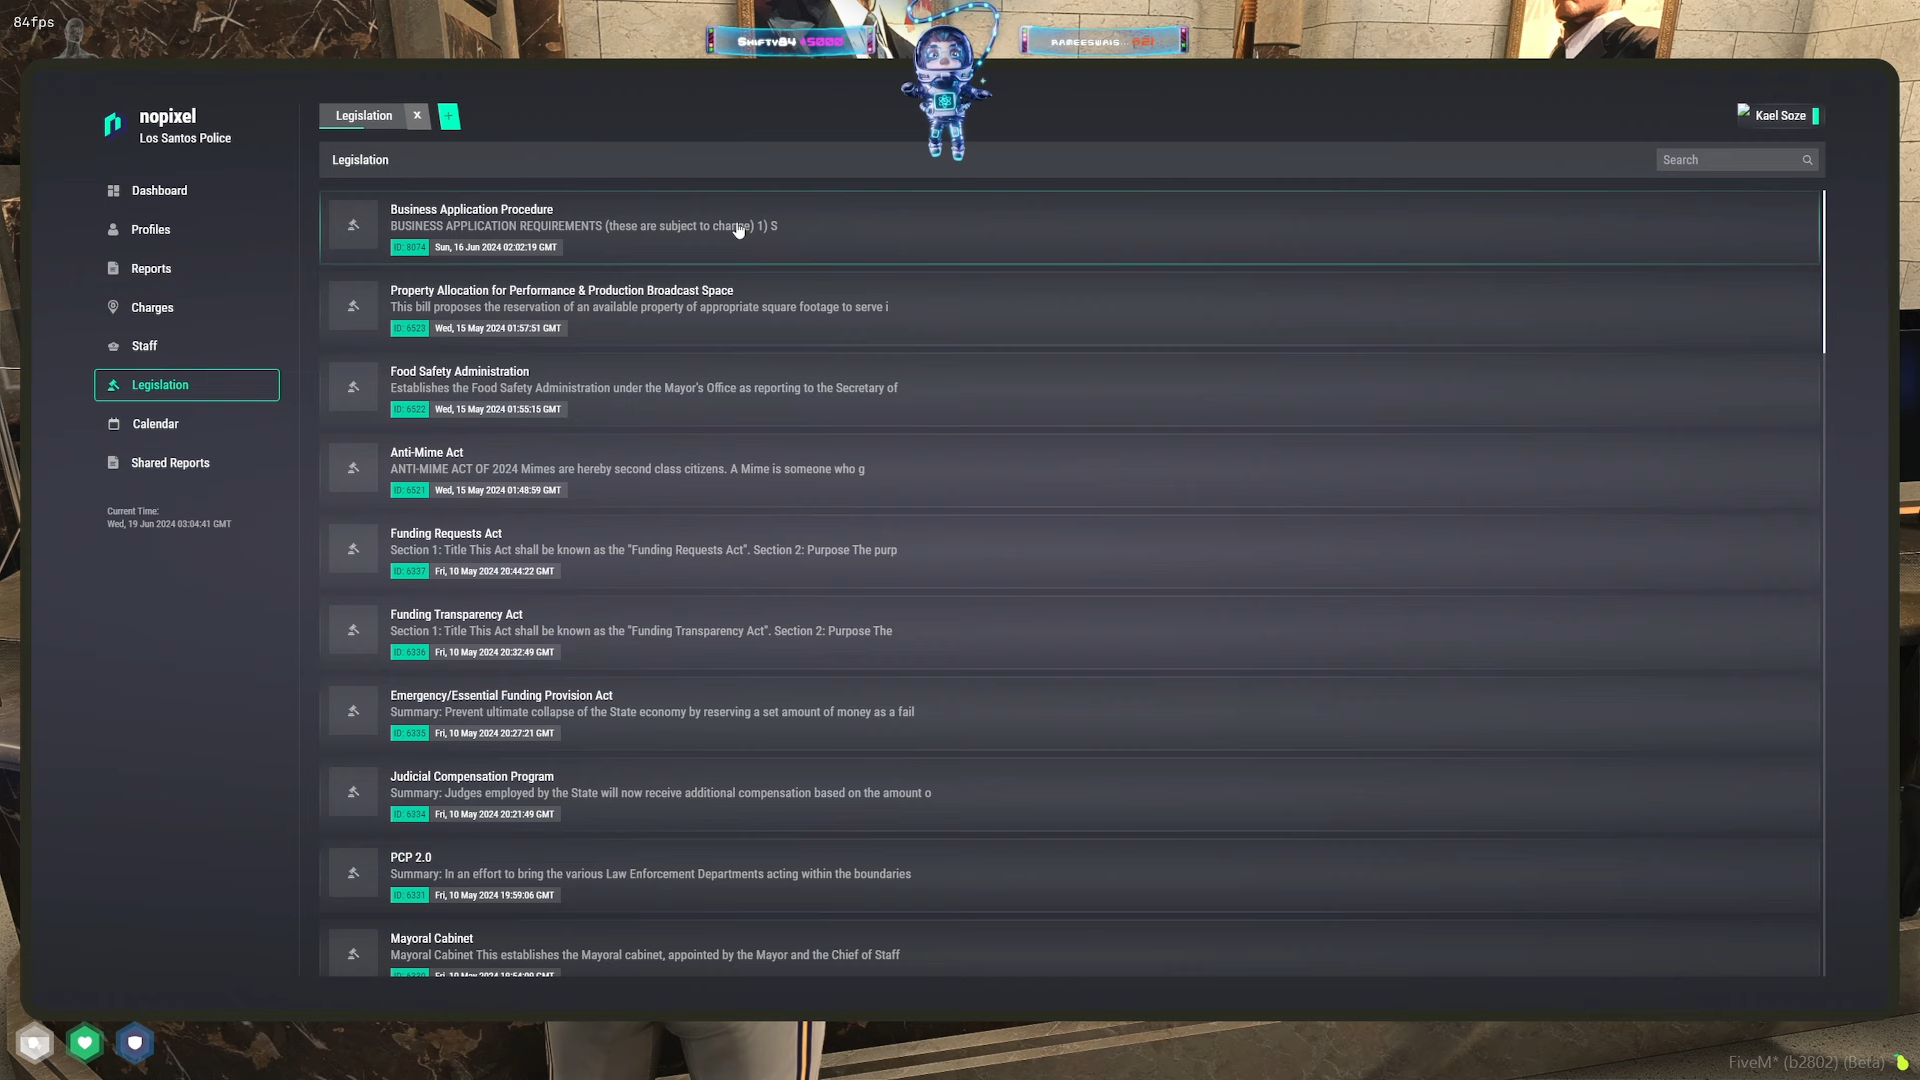 84fps
Shifty84 +5000
rameeswais 621
nopixel
Los Santos Police
Legislation x +
Kael Soze
Legislation
Search
Dashboard
Profiles
Reports
Charges
Staff
Legislation
Calendar
Shared Reports
Current Time:
Wed, 19 Jun 2024 03:04:41 GMT
Business Application Procedure
BUSINESS APPLICATION REQUIREMENTS (these are subject to change) 1) S
ID: 8074 Sun, 16 Jun 2024 02:02:19 GMT
Property Allocation for Performance & Production Broadcast Space
This bill proposes the reservation of an available property of appropriate square footage to serve i
ID: 6523 Wed, 15 May 2024 01:57:51 GMT
Food Safety Administration
Establishes the Food Safety Administration under the Mayor's Office as reporting to the Secretary of
ID: 6522 Wed, 15 May 2024 01:55:15 GMT
Anti-Mime Act
ANTI-MIME ACT OF 2024 Mimes are hereby second class citizens. A Mime is someone who g
ID: 6521 Wed, 15 May 2024 01:48:59 GMT
Funding Requests Act
Section 1: Title This Act shall be known as the "Funding Requests Act". Section 2: Purpose The purp
ID: 6337 Fri, 10 May 2024 20:44:22 GMT
Funding Transparency Act
Section 1: Title This Act shall be known as the "Funding Transparency Act". Section 2: Purpose The
ID: 6336 Fri, 10 May 2024 20:32:49 GMT
Emergency/Essential Funding Provision Act
Summary: Prevent ultimate collapse of the State economy by reserving a set amount of money as a fail
ID: 6335 Fri, 10 May 2024 20:27:21 GMT
Judicial Compensation Program
Summary: Judges employed by the State will now receive additional compensation based on the amount o
ID: 6334 Fri, 10 May 2024 20:21:49 GMT
PCP 2.0
Summary: In an effort to bring the various Law Enforcement Departments acting within the boundaries
ID: 6331 Fri, 10 May 2024 19:59:06 GMT
Mayoral Cabinet
Mayoral Cabinet This establishes the Mayoral cabinet, appointed by the Mayor and the Chief of Staff
ID: 6330 Fri, 10 May 2024 19:54:09 GMT
FiveM* (b2802) (Beta)